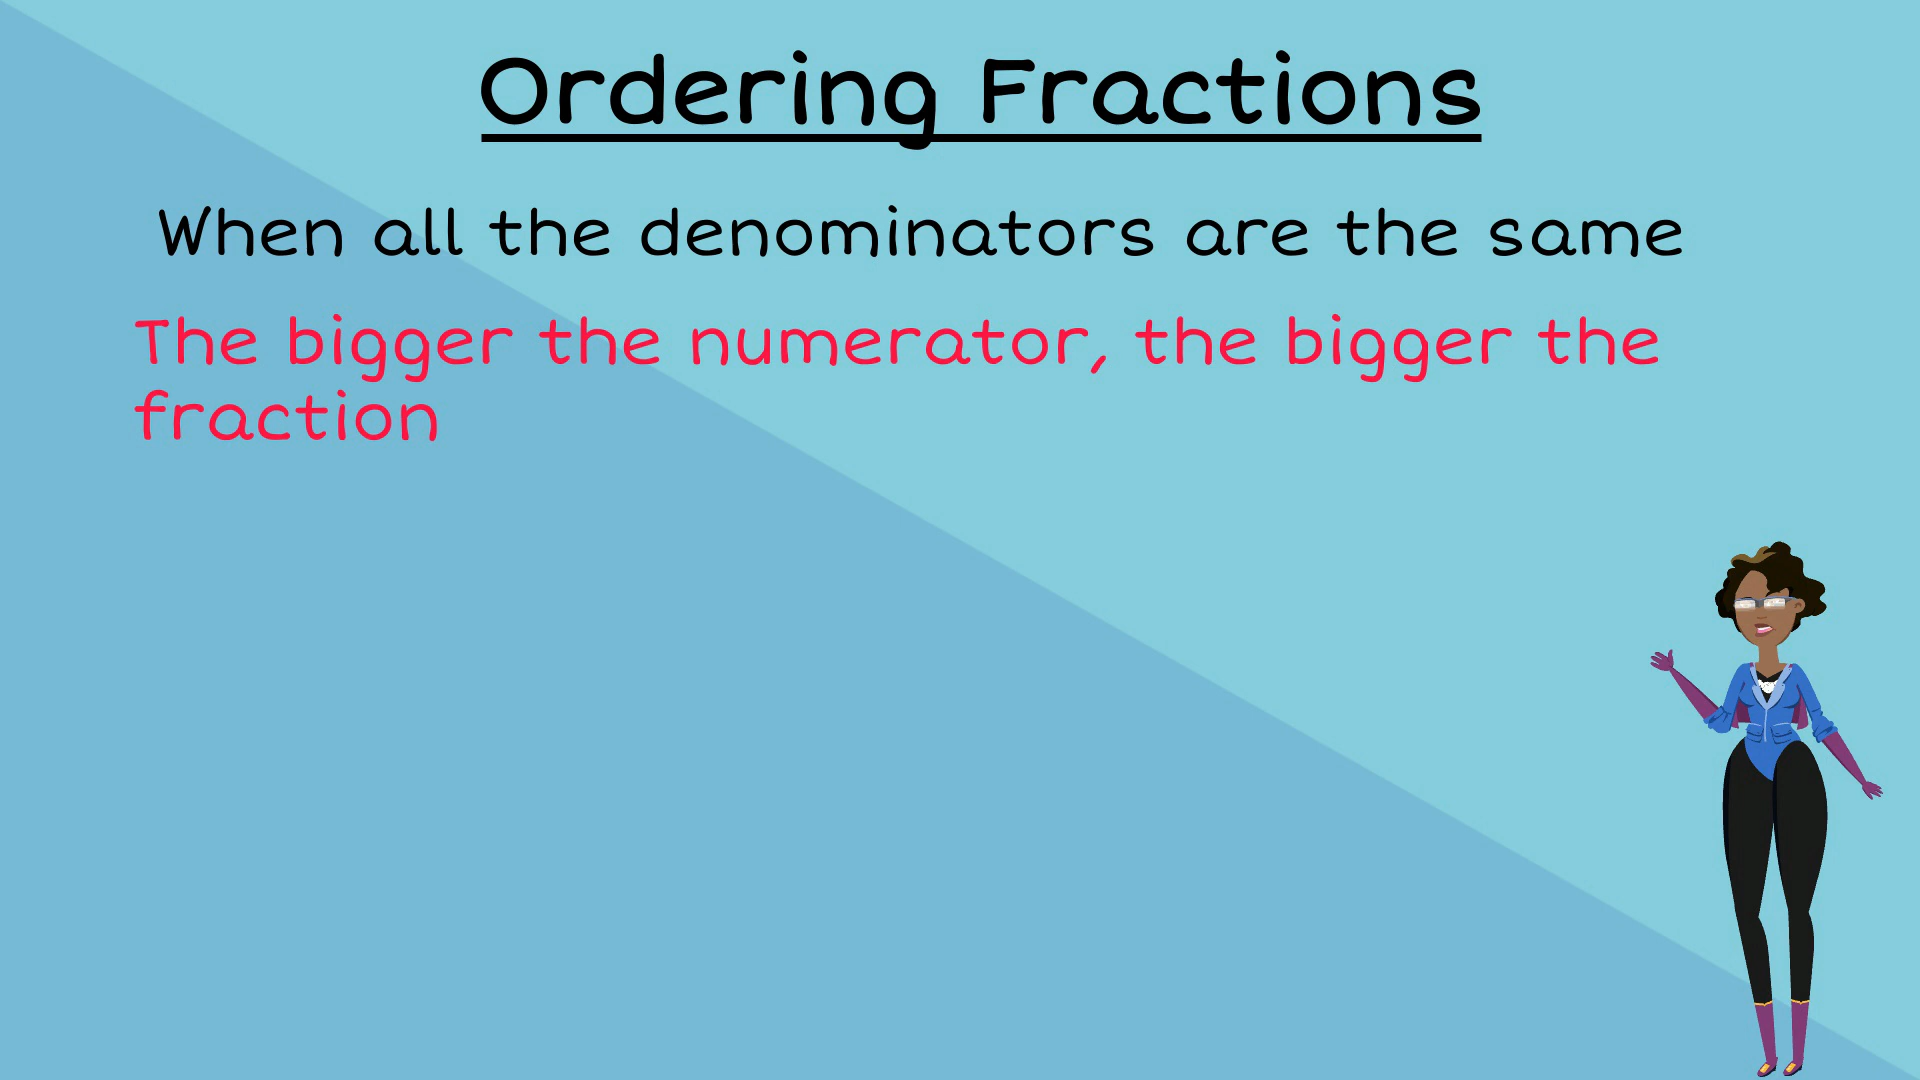 Ordering Fractions
When all the denominators are the same
The bigger the numerator, the bigger the
fraction